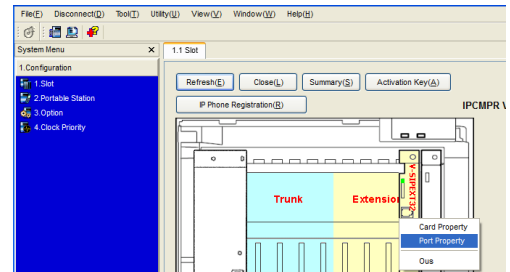 File(F) Disconnect(D) Tool(T) Utility(U) View(V) Window(W) Help(H)
System Menu x 1.1 Slot
1.Configuration
1.Slot
2.Portable Station
3.Option
4.Clock Priority
Refresh(E) Close(L) Summary(S) Activation Key(A)
IP Phone Registration(R) IPCMPR V
V-SIPEXT32
Trunk Extension
Card Property
Port Property
Ous